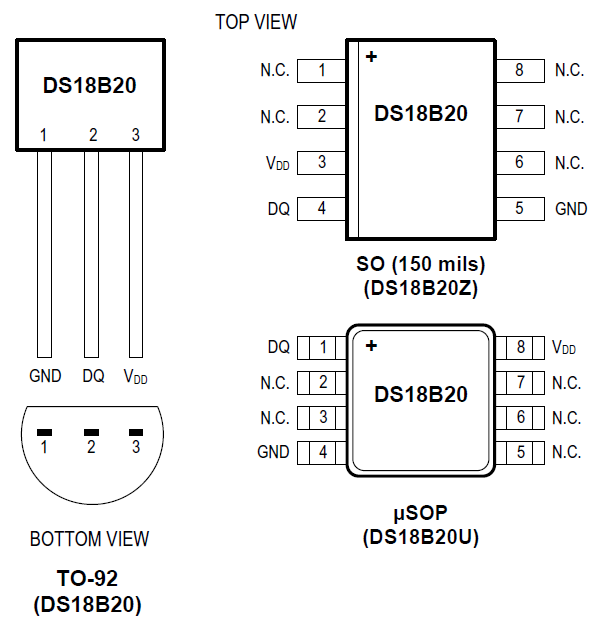 TOP VIEW
DS18B20
1 2 3
GND DQ VDD
1 2 3
BOTTOM VIEW
TO-92
(DS18B20)
+
DS18B20
N.C. 1 8 N.C.
N.C. 2 7 N.C.
VDD 3 6 N.C.
DQ 4 5 GND
SO (150 mils)
(DS18B20Z)
+
DS18B20
DQ 1 8 VDD
N.C. 2 7 N.C.
N.C. 3 6 N.C.
GND 4 5 N.C.
µSOP
(DS18B20U)